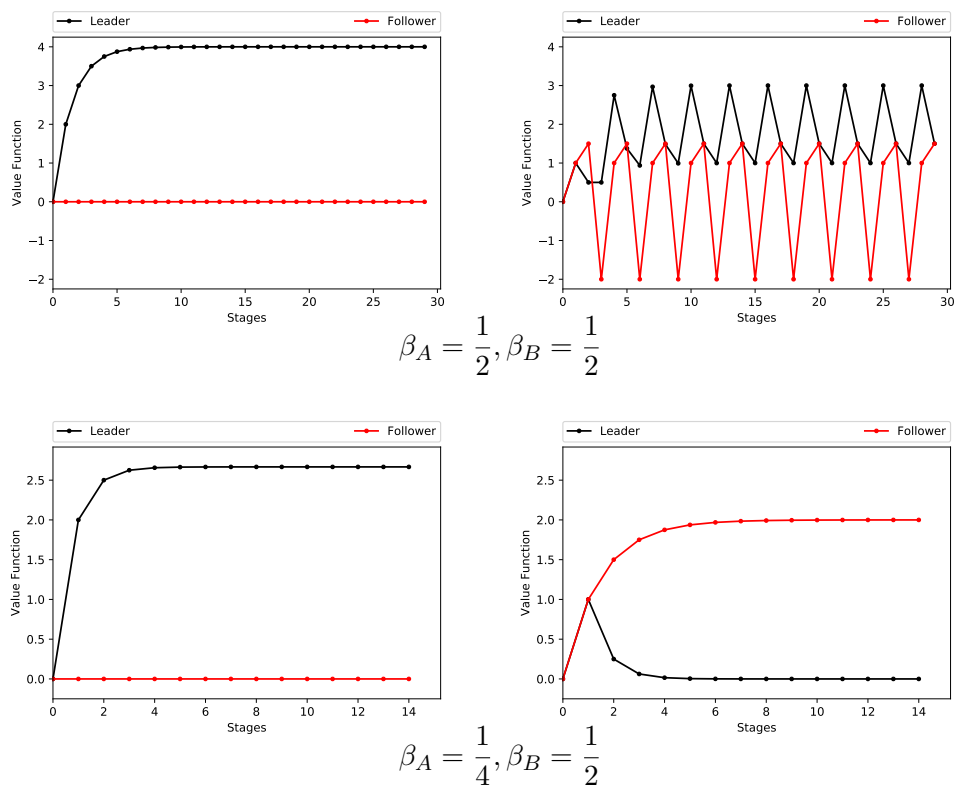 Leader Follower Leader Follower
4
3
2
1
0
−1
−2
Value Function
0 5 10 15 20 25 30
Stages
4
3
2
1
0
−1
−2
Value Function
0 5 10 15 20 25 30
Stages
β_A = 1/2, β_B = 1/2
Leader Follower Leader Follower
2.5
2.0
1.5
1.0
0.5
0.0
Value Function
0 2 4 6 8 10 12 14
Stages
2.5
2.0
1.5
1.0
0.5
0.0
Value Function
0 2 4 6 8 10 12 14
Stages
β_A = 1/4, β_B = 1/2